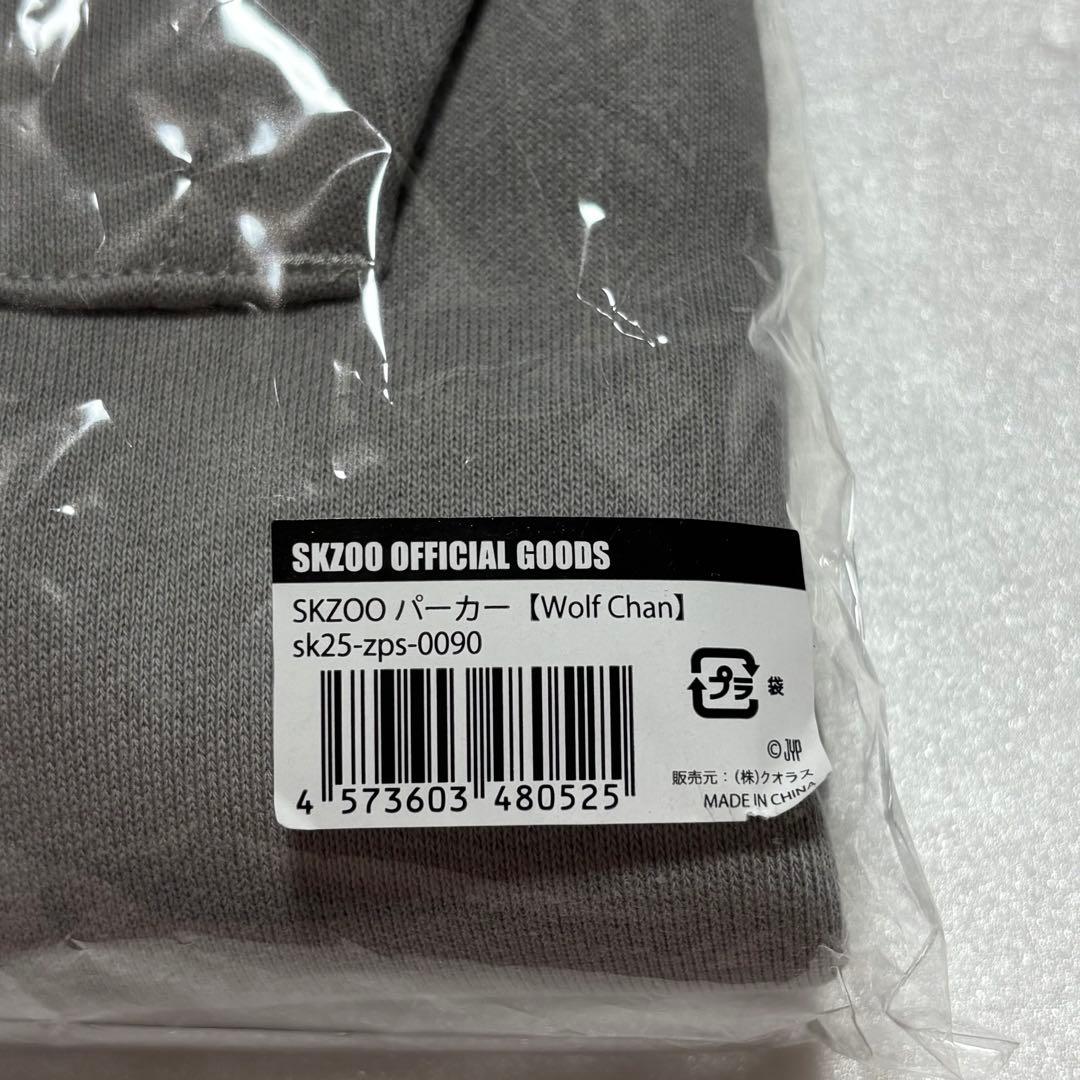 SKZOO OFFICIAL GOODS
SKZOO パーカー【Wolf Chan】
sk25-zps-0090
プラ 袋
4 573603 480525
©JYP
販売元：(株)クオラス
MADE IN CHINA